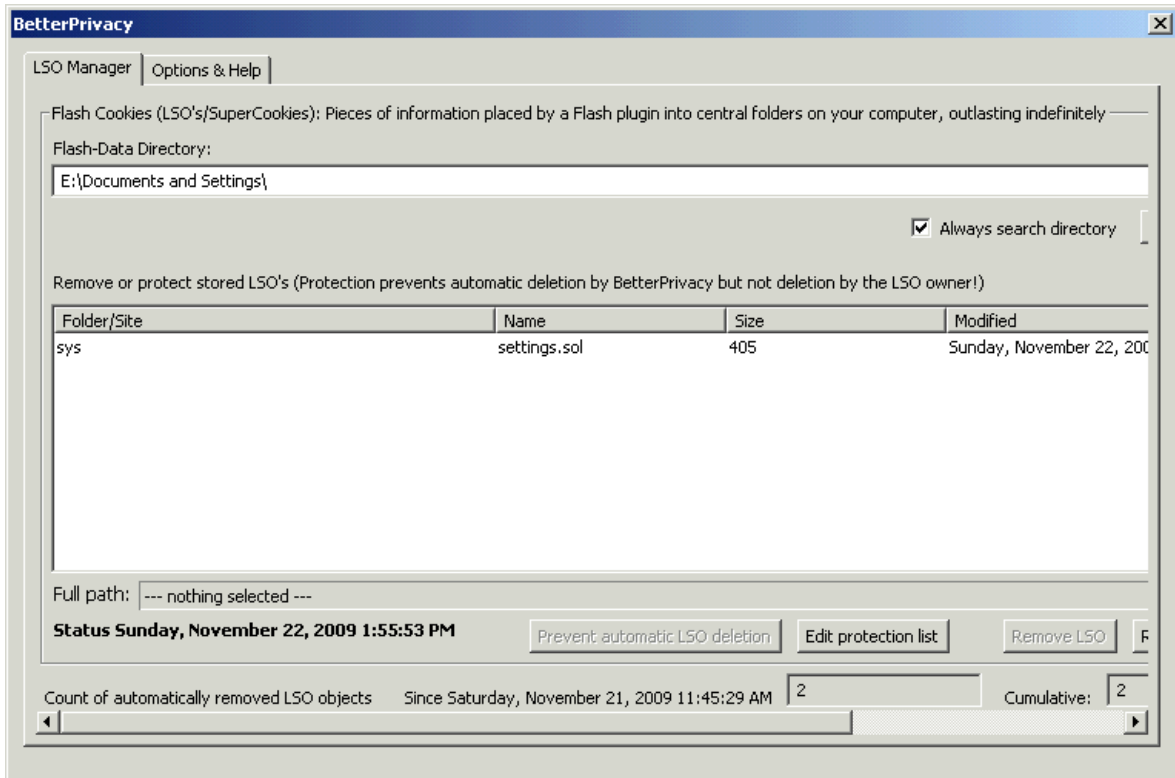 BetterPrivacy
LSO Manager Options & Help
Flash Cookies (LSO's/SuperCookies): Pieces of information placed by a Flash plugin into central folders on your computer, outlasting indefinitely
Flash-Data Directory:
E:\Documents and Settings\
Always search directory
Remove or protect stored LSO's (Protection prevents automatic deletion by BetterPrivacy but not deletion by the LSO owner!)
Folder/Site Name Size Modified
sys settings.sol 405 Sunday, November 22, 200
Full path: --- nothing selected ---
Status Sunday, November 22, 2009 1:55:53 PM Prevent automatic LSO deletion Edit protection list Remove LSO R
Count of automatically removed LSO objects Since Saturday, November 21, 2009 11:45:29 AM 2 Cumulative: 2